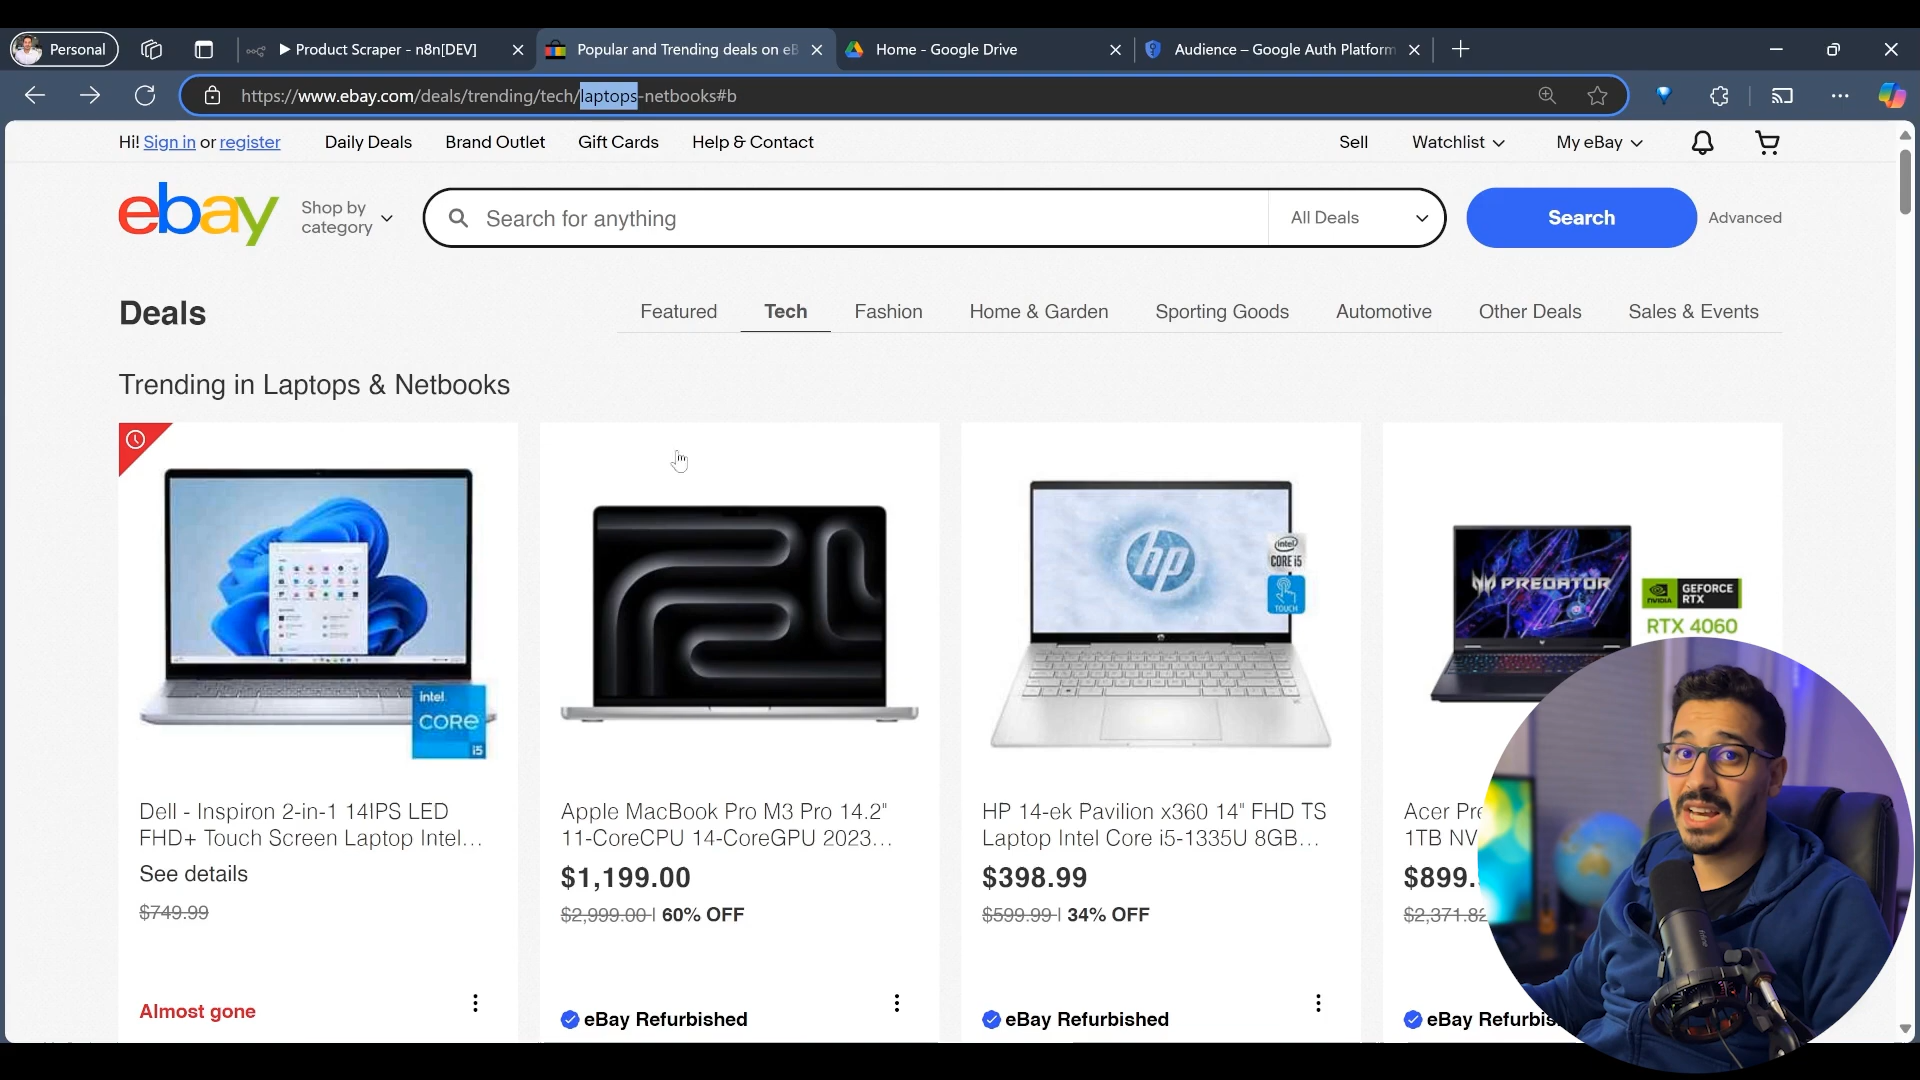 Personal
Product Scraper - n8n[DEV]
Popular and Trending deals on eB
Home - Google Drive
Audience – Google Auth Platform
https://www.ebay.com/deals/trending/tech/laptops-netbooks#b
Hi! Sign in or register
Daily Deals
Brand Outlet
Gift Cards
Help & Contact
Sell
Watchlist
My eBay
ebay
Shop by
category
Search for anything
All Deals
Search
Advanced
Deals
Featured
Tech
Fashion
Home & Garden
Sporting Goods
Automotive
Other Deals
Sales & Events
Trending in Laptops & Netbooks
intel
CORE
i5
hp
intel
CORE i5
TOUCH
PREDATOR
NVIDIA
GEFORCE
RTX
RTX 4060
Dell - Inspiron 2-in-1 14IPS LED
FHD+ Touch Screen Laptop Intel...
See details
$749.99
Almost gone
Apple MacBook Pro M3 Pro 14.2"
11-CoreCPU 14-CoreGPU 2023...
$1,199.00
$2,999.00 | 60% OFF
eBay Refurbished
HP 14-ek Pavilion x360 14" FHD TS
Laptop Intel Core i5-1335U 8GB...
$398.99
$599.99 | 34% OFF
eBay Refurbished
Acer Pre
1TB NV
$899.
$2,371.82
eBay Refurbis